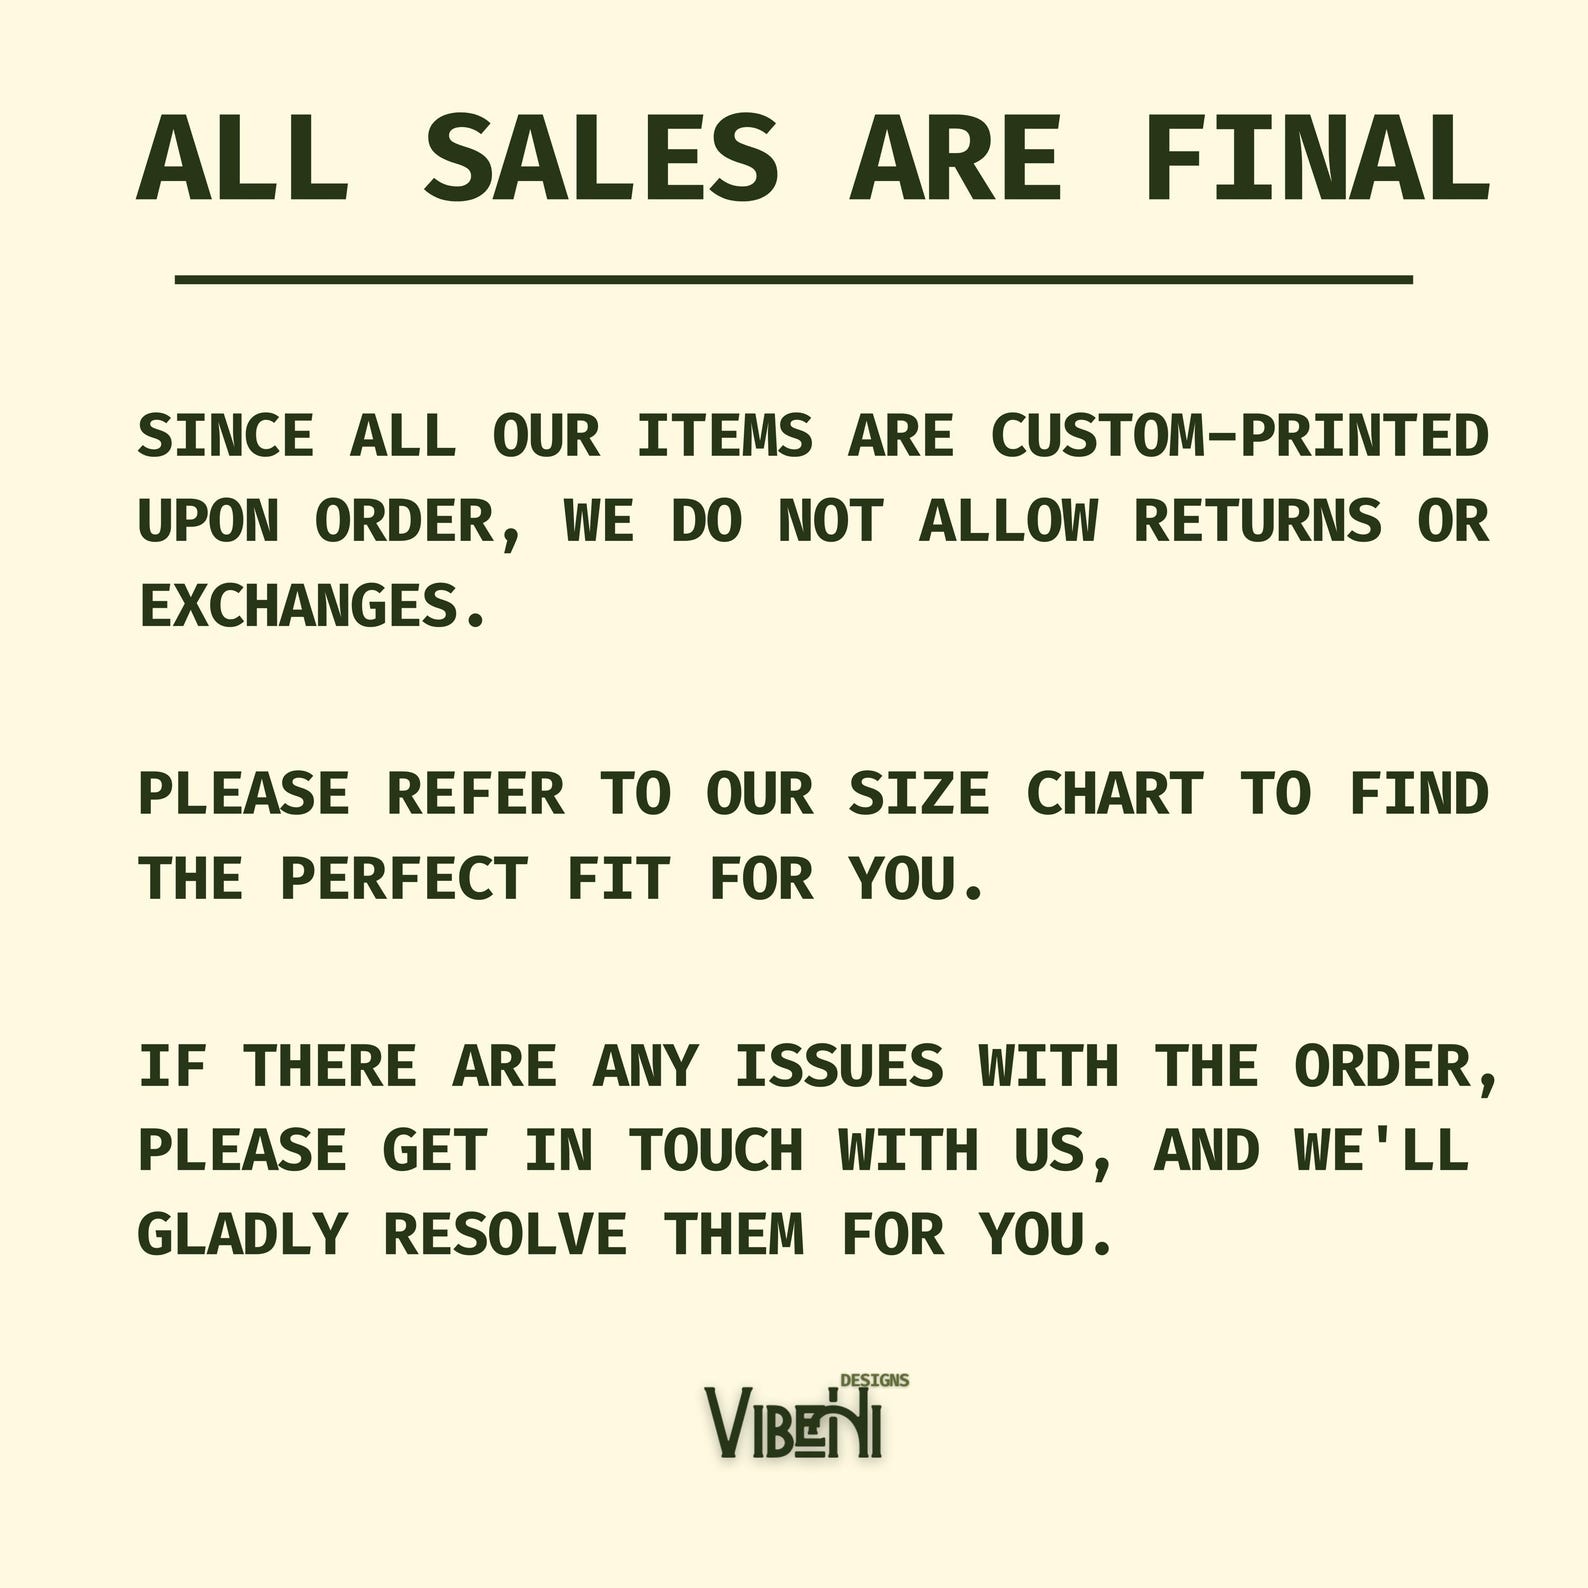 ALL SALES ARE FINAL
SINCE ALL OUR ITEMS ARE CUSTOM-PRINTED
UPON ORDER, WE DO NOT ALLOW RETURNS OR
EXCHANGES.
PLEASE REFER TO OUR SIZE CHART TO FIND
THE PERFECT FIT FOR YOU.
IF THERE ARE ANY ISSUES WITH THE ORDER,
PLEASE GET IN TOUCH WITH US, AND WE'LL
GLADLY RESOLVE THEM FOR YOU.
DESIGNS